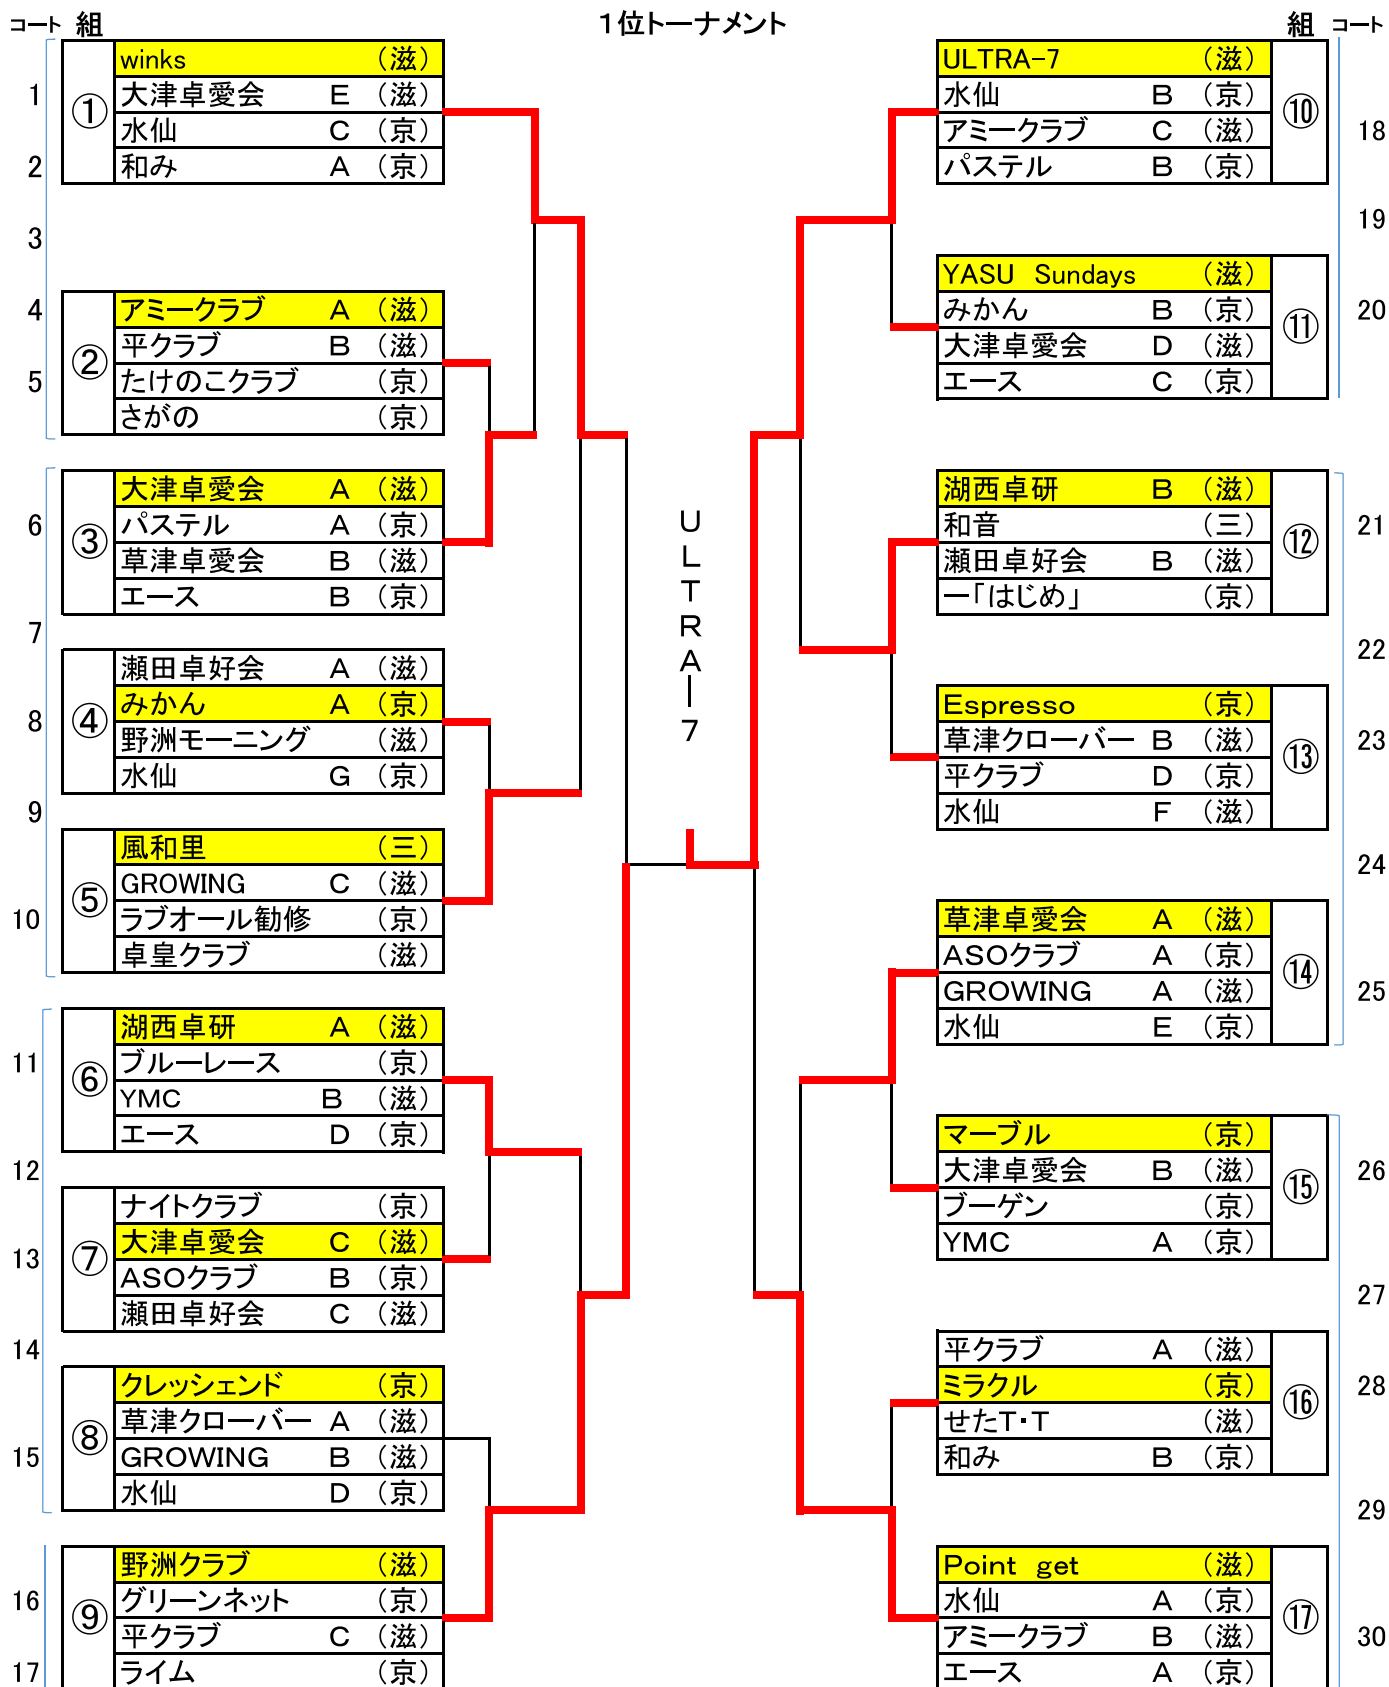 1位トーナメント
コート 組
1
2
3
4
5
6
7
8
9
10
11
12
13
14
15
16
17
①
winks （滋）
大津卓愛会 E （滋）
水仙 C （京）
和み A （京）
②
アミークラブ A （滋）
平クラブ B （滋）
たけのこクラブ （京）
さがの （京）
③
大津卓愛会 A （滋）
パステル A （京）
草津卓愛会 B （滋）
エース B （京）
④
瀬田卓好会 A （滋）
みかん A （京）
野洲モーニング （滋）
水仙 G （京）
⑤
風和里 （三）
GROWING C （滋）
ラブオール勧修 （京）
卓皇クラブ （滋）
⑥
湖西卓研 A （滋）
ブルーレース （京）
YMC B （滋）
エース D （京）
⑦
ナイトクラブ （京）
大津卓愛会 C （滋）
ASOクラブ B （京）
瀬田卓好会 C （滋）
⑧
クレッシェンド （京）
草津クローバー A （滋）
GROWING B （滋）
水仙 D （京）
⑨
野洲クラブ （滋）
グリーンネット （京）
平クラブ C （滋）
ライム （京）
ULTRA－7
組 コート
ULTRA-7 （滋）
水仙 B （京）
アミークラブ C （滋）
パステル B （京）
⑩
YASU Sundays （滋）
みかん B （京）
大津卓愛会 D （滋）
エース C （京）
⑪
湖西卓研 B （滋）
和音 （三）
瀬田卓好会 B （滋）
一「はじめ」 （京）
⑫
Espresso （京）
草津クローバー B （滋）
平クラブ D （京）
水仙 F （滋）
⑬
草津卓愛会 A （滋）
ASOクラブ A （京）
GROWING A （滋）
水仙 E （京）
⑭
マーブル （京）
大津卓愛会 B （滋）
ブーゲン （京）
YMC A （京）
⑮
平クラブ A （滋）
ミラクル （京）
せたT・T （滋）
和み B （京）
⑯
Point get （滋）
水仙 A （京）
アミークラブ B （滋）
エース A （京）
⑰
18
19
20
21
22
23
24
25
26
27
28
29
30